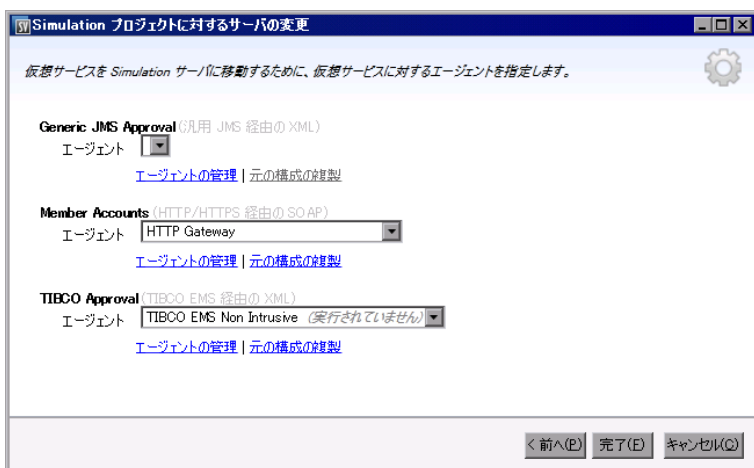 SV Simulation プロジェクトに対するサーバの変更
仮想サービスを Simulation サーバに移動するために、仮想サービスに対するエージェントを指定します。
Generic JMS Approval (汎用 JMS 経由の XML)
エージェント
エージェントの管理 | 元の構成の複製
Member Accounts (HTTP/HTTPS 経由の SOAP)
エージェント HTTP Gateway
エージェントの管理 | 元の構成の複製
TIBCO Approval (TIBCO EMS 経由の XML)
エージェント TIBCO EMS Non Intrusive (実行されていません)
エージェントの管理 | 元の構成の複製
< 前へ(P) 完了(F) キャンセル(C)